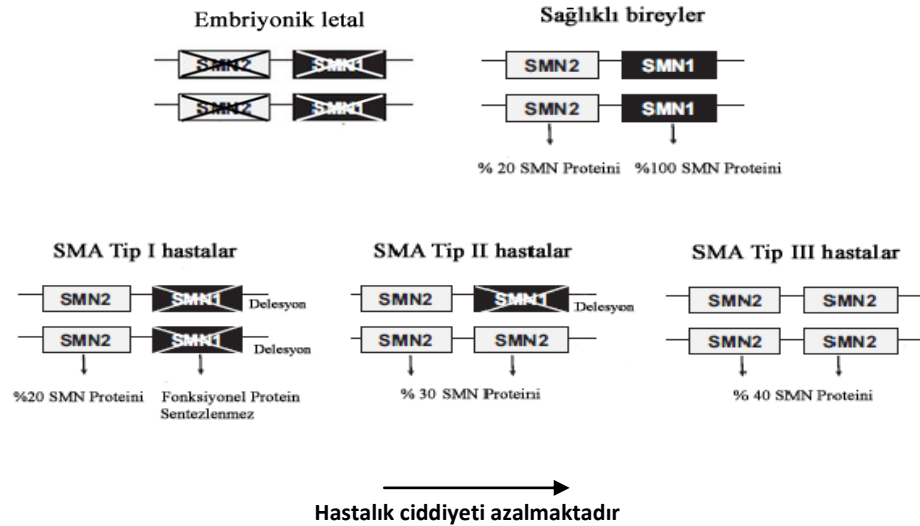 Embriyonik letal
SMN2 SMN1
SMN2 SMN1
Sağlıklı bireyler
SMN2 SMN1
SMN2 SMN1
% 20 SMN Proteini %100 SMN Proteini
SMA Tip I hastalar
SMN2 SMN1 Delesyon
SMN2 SMN1 Delesyon
%20 SMN Proteini Fonksiyonel Protein
Sentezlenmez
SMA Tip II hastalar
SMN2 SMN1 Delesyon
SMN2 SMN2
% 30 SMN Proteini
SMA Tip III hastalar
SMN2 SMN2
SMN2 SMN2
% 40 SMN Proteini
Hastalık ciddiyeti azalmaktadır